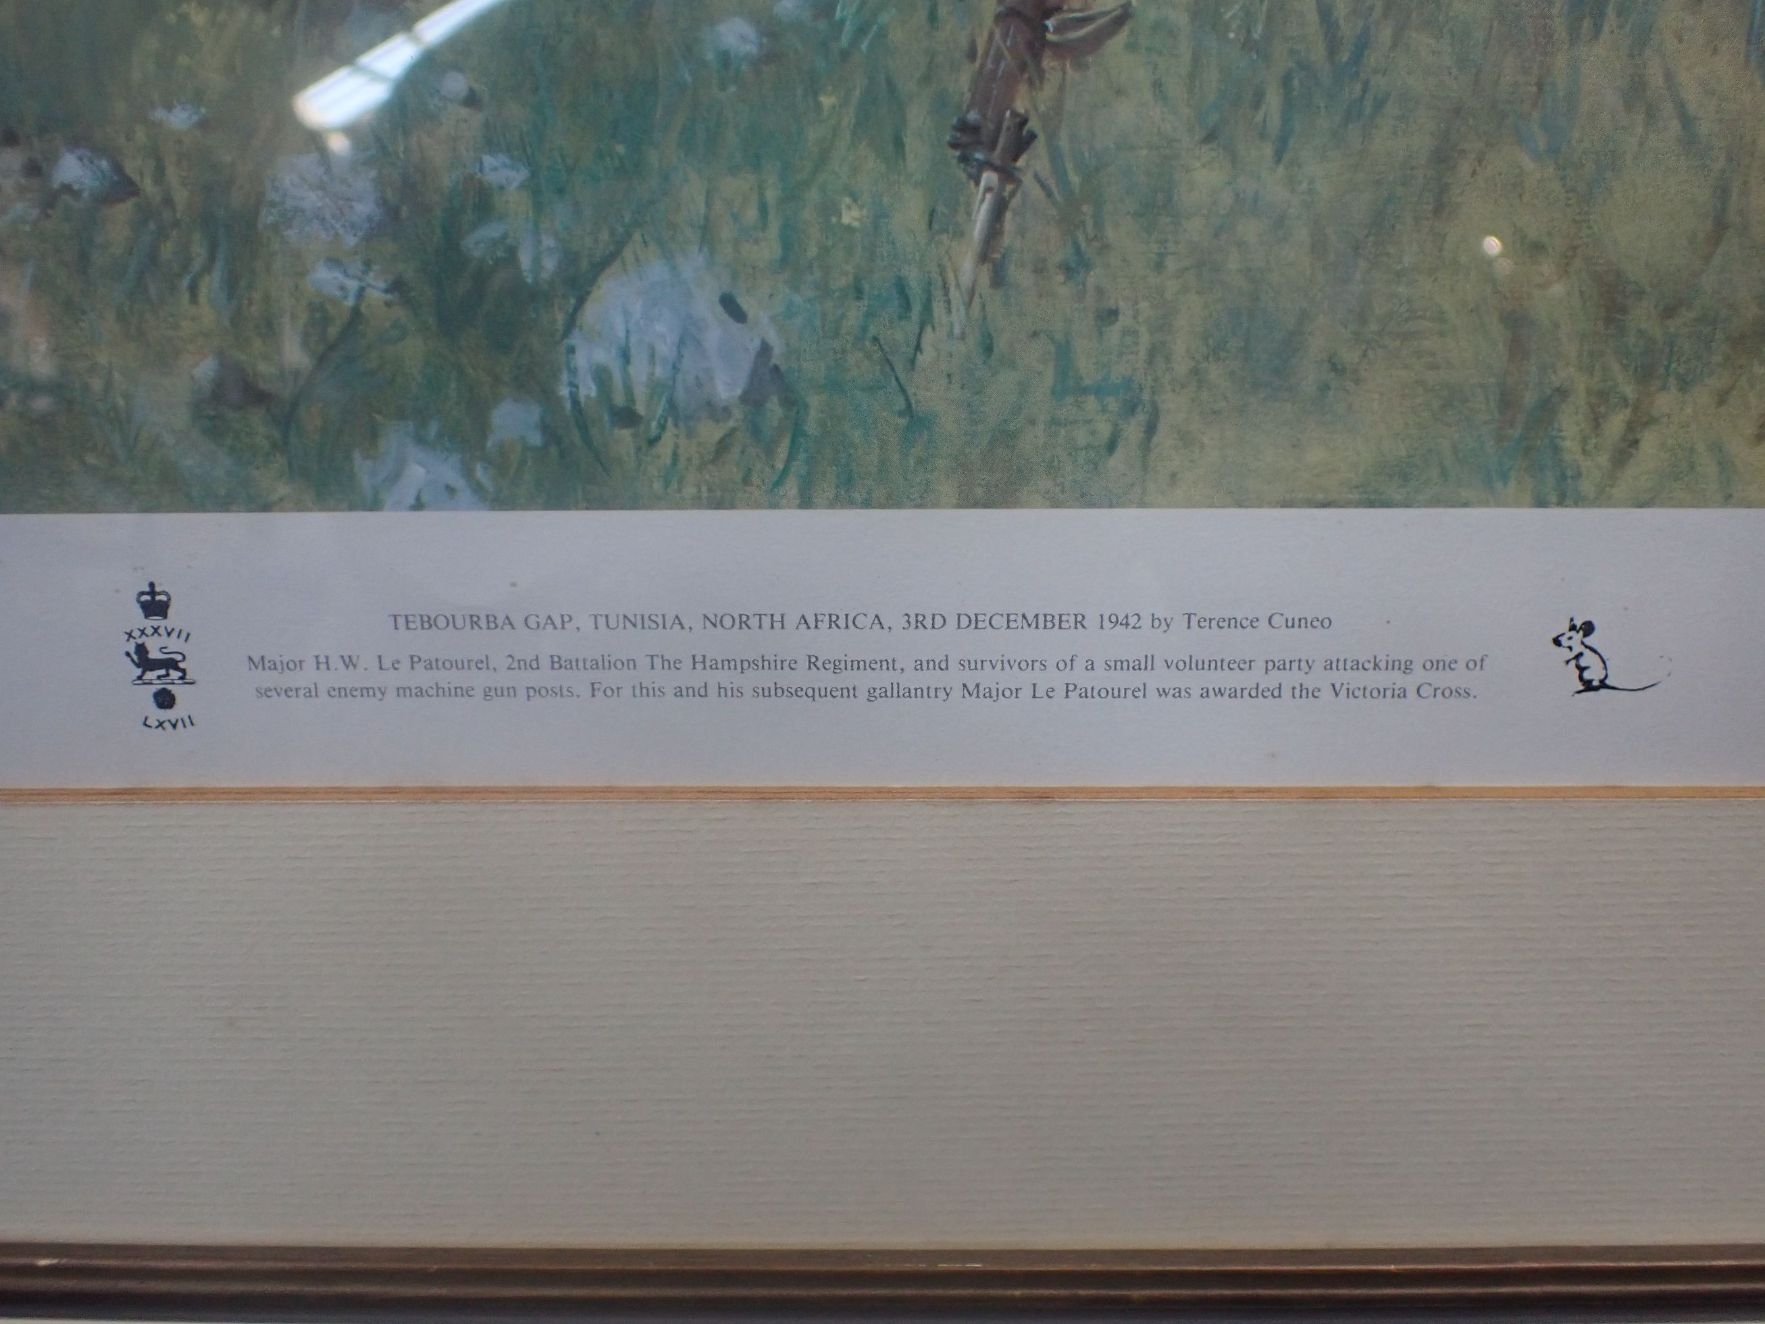 TEBOURBA GAP, TUNISIA, NORTH AFRICA, 3RD DECEMBER 1942 by Terence Cuneo
XXXVII
Major H.W. Le Patourel, 2nd Battalion The Hampshire Regiment, and survivors of a small volunteer party attacking one of
several enemy machine gun posts. For this and his subsequent gallantry Major Le Patourel was awarded the Victoria Cross.
LXVII